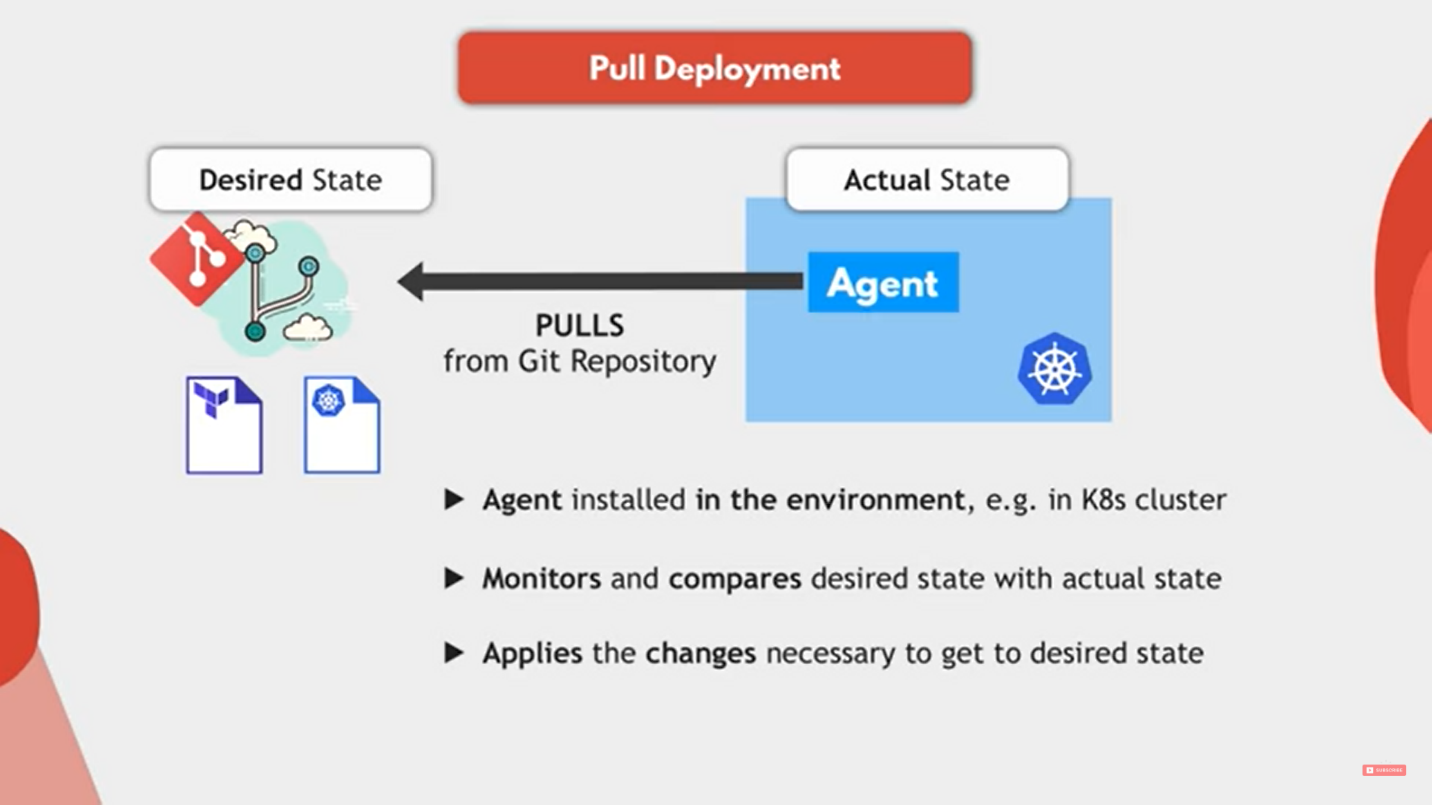 Pull Deployment
Desired State
Actual State
Agent
PULLS
from Git Repository
▶ Agent installed in the environment, e.g. in K8s cluster
▶ Monitors and compares desired state with actual state
▶ Applies the changes necessary to get to desired state
SUBSCRIBE